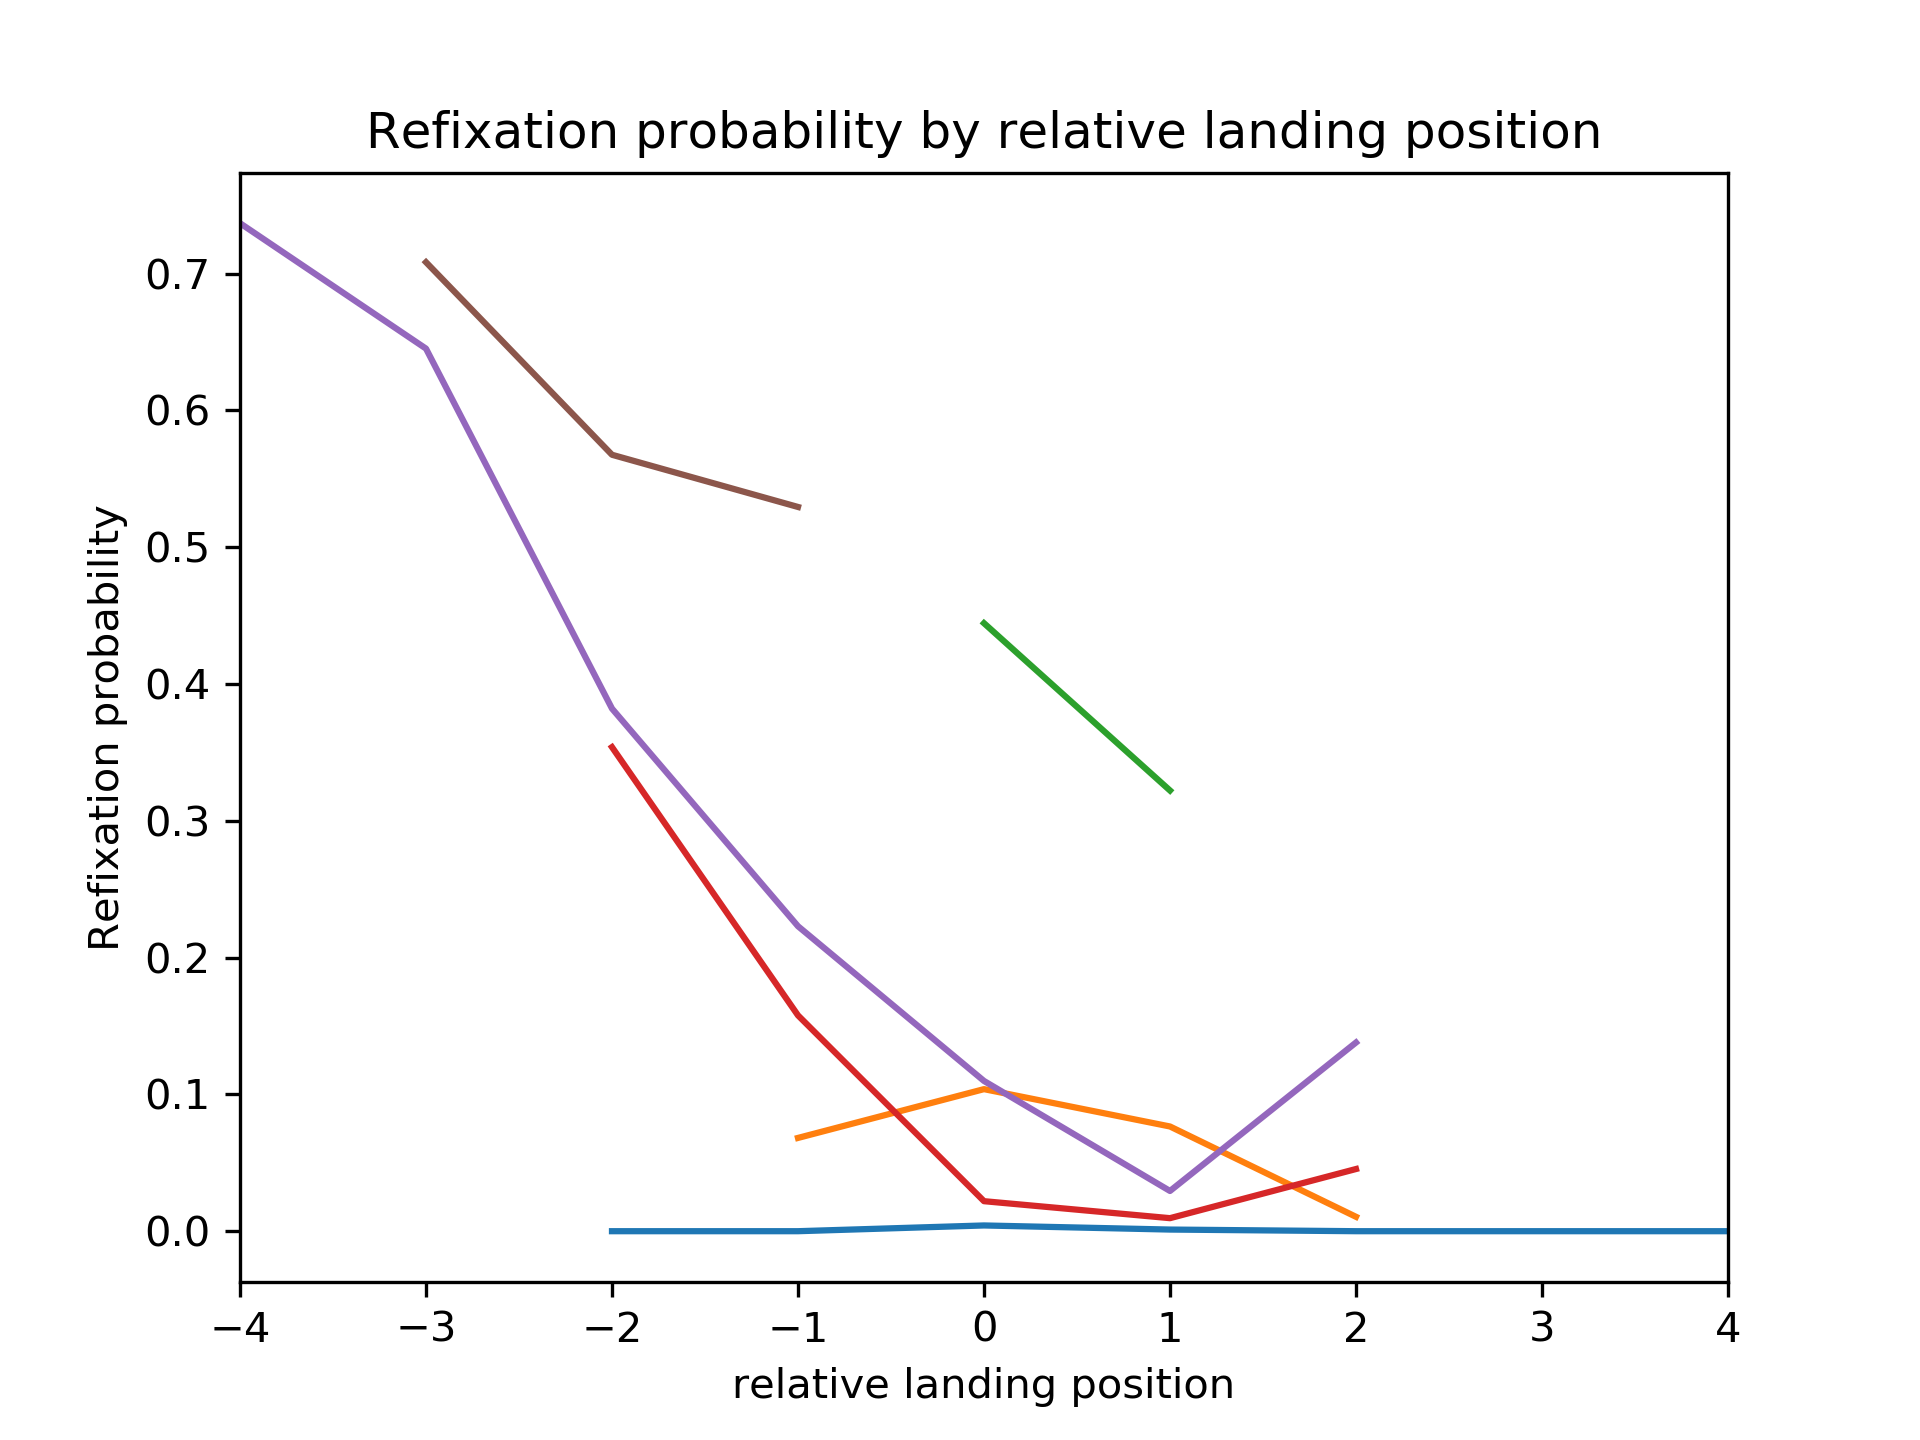 Refixation probability by relative landing position
Refixation probability
0.7
0.6
0.5
0.4
0.3
0.2
0.1
0.0
−4 −3 −2 −1 0 1 2 3 4
relative landing position